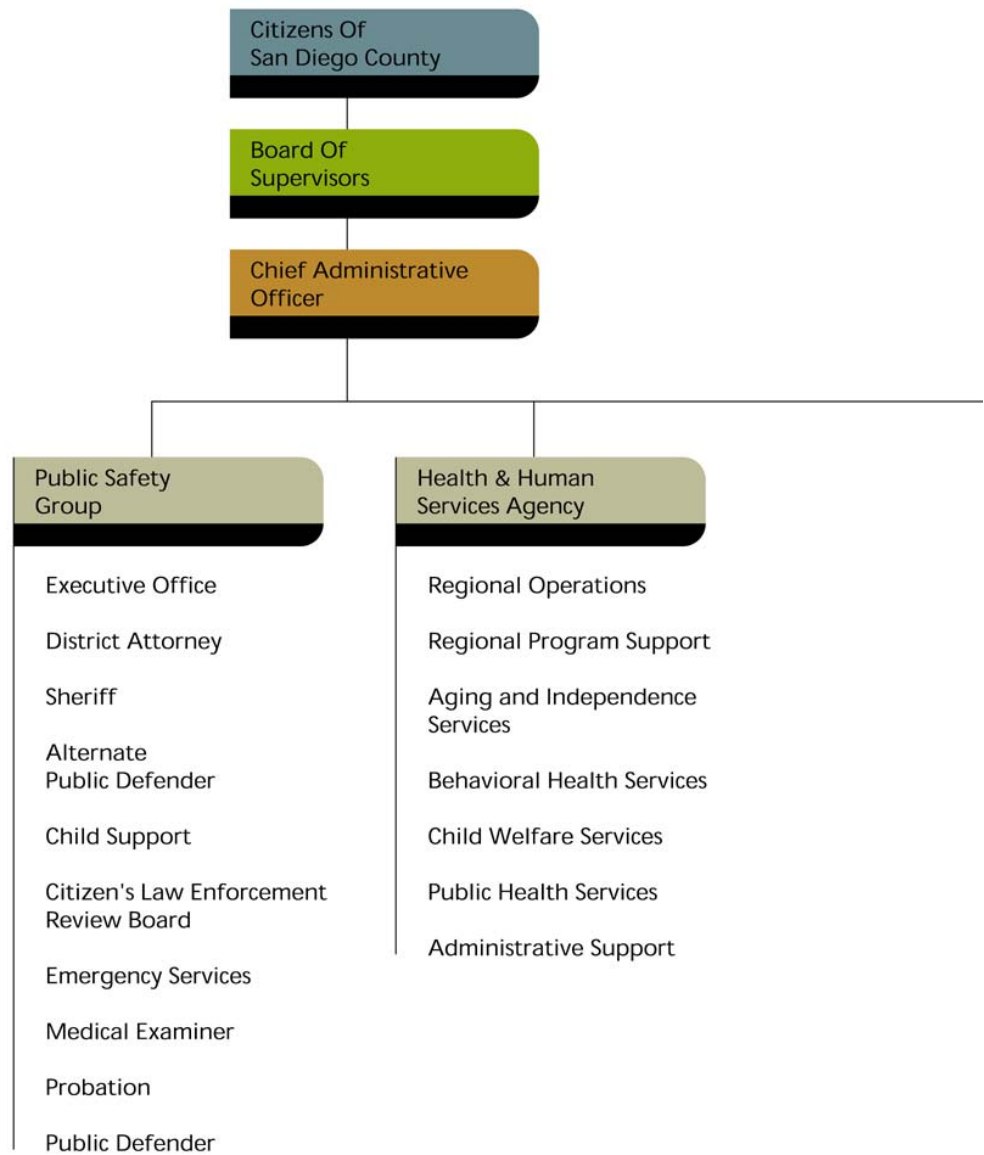 Citizens Of
San Diego County
Board Of
Supervisors
Chief Administrative
Officer
Public Safety
Group
Executive Office
District Attorney
Sheriff
Alternate
Public Defender
Child Support
Citizen's Law Enforcement
Review Board
Emergency Services
Medical Examiner
Probation
Public Defender
Health & Human
Services Agency
Regional Operations
Regional Program Support
Aging and Independence
Services
Behavioral Health Services
Child Welfare Services
Public Health Services
Administrative Support